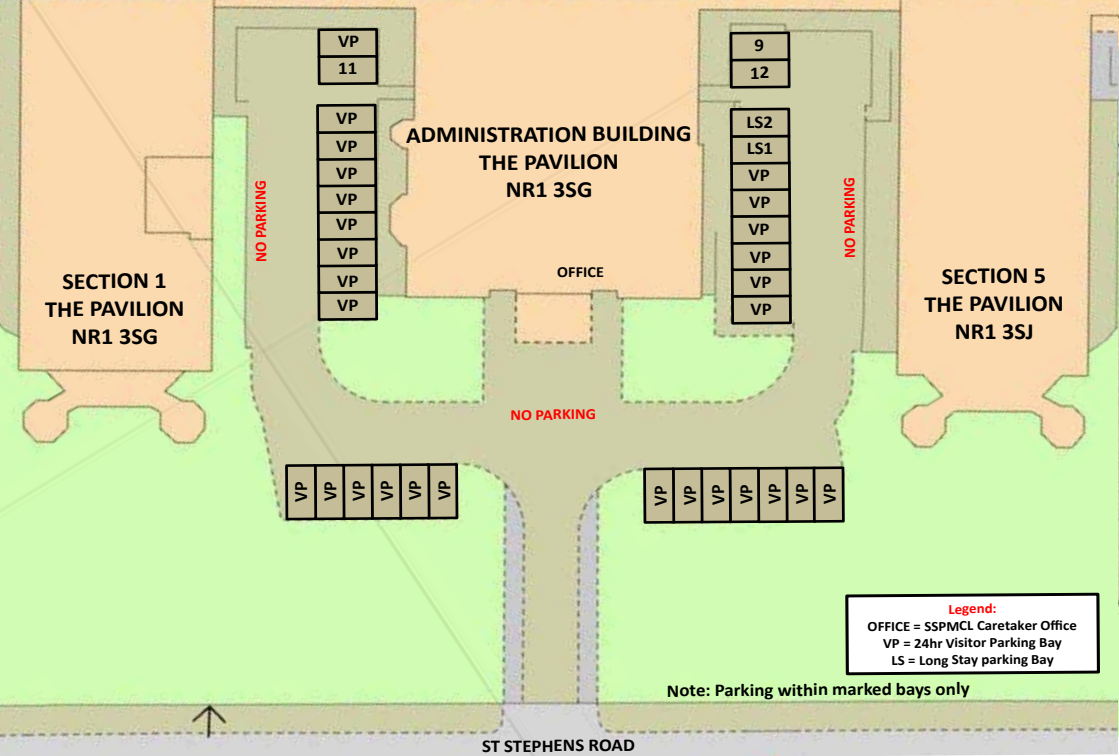 VP
11
VP
VP
VP
VP
VP
VP
VP
VP
NO PARKING
SECTION 1
THE PAVILION
NR1 3SG
ADMINISTRATION BUILDING
THE PAVILION
NR1 3SG
OFFICE
9
12
LS2
LS1
VP
VP
VP
VP
VP
VP
NO PARKING
SECTION 5
THE PAVILION
NR1 3SJ
NO PARKING
VP VP VP VP VP VP
VP VP VP VP VP VP VP
Legend:
OFFICE = SSPMCL Caretaker Office
VP = 24hr Visitor Parking Bay
LS = Long Stay parking Bay
Note: Parking within marked bays only
ST STEPHENS ROAD